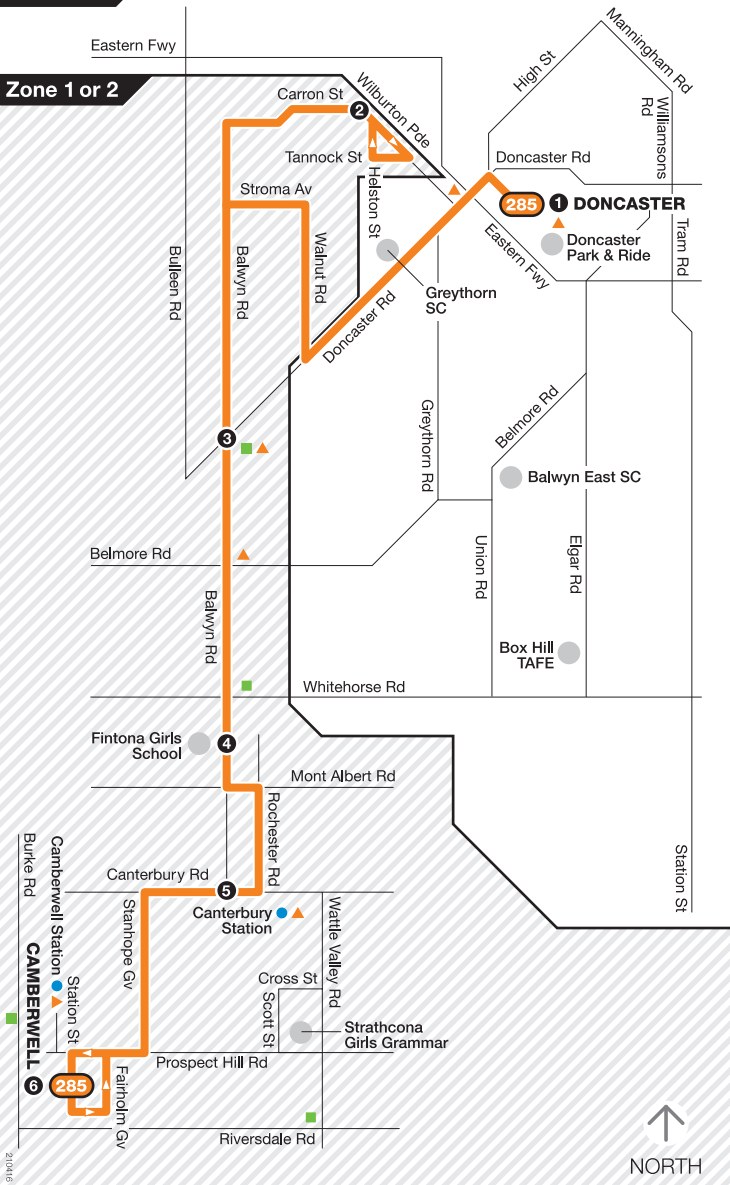 Eastern Fwy
Manningham Rd
High St
Zone 1 or 2
Carron St
2
Wilburton Pde
Williamsons
Rd
Tannock St
Doncaster Rd
Stroma Av
Helston St
285 1 DONCASTER
Bulleen Rd
Balwyn Rd
Walnut Rd
Eastern Fwy
Doncaster
Park & Ride
Tram Rd
Greythorn
SC
Doncaster Rd
Greythorn Rd
Belmore Rd
3
Balwyn East SC
Belmore Rd
Union Rd
Elgar Rd
Balwyn Rd
Box Hill
TAFE
Whitehorse Rd
Fintona Girls
School
4
Mont Albert Rd
Rochester Rd
Station St
Burke Rd
Camberwell Station
Canterbury Rd
5
Stanhope Gv
Canterbury
Station
Wattle Valley Rd
CAMBERWELL
Station St
Cross St
Scott St
Strathcona
Girls Grammar
Prospect Hill Rd
6 285
Fairholm Gv
Riversdale Rd
210416
NORTH